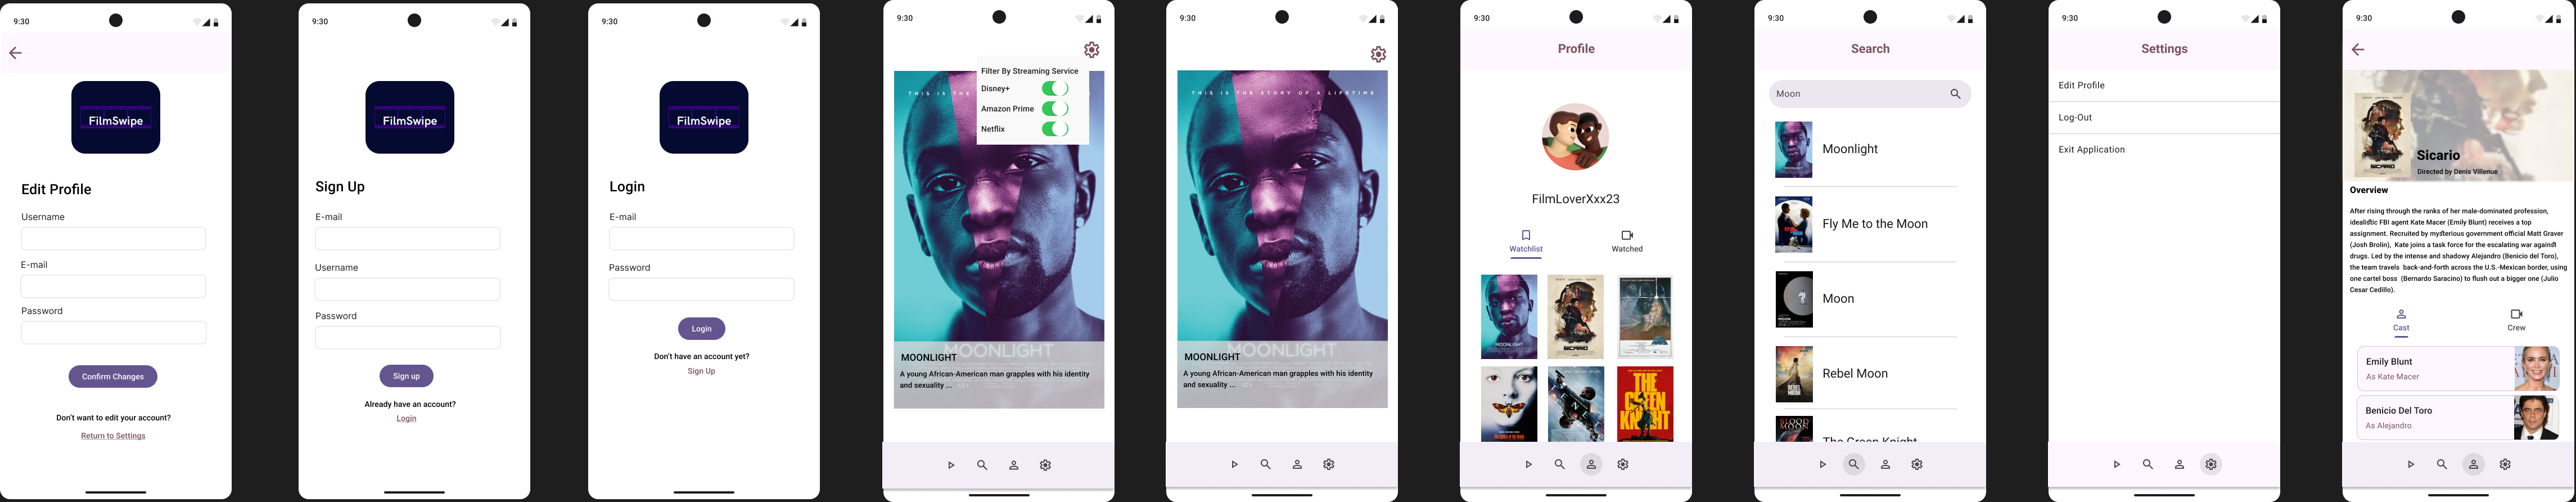 9:30
FilmSwipe
Edit Profile
Username
E-mail
Password
Confirm Changes
Don't want to edit your account?
Return to Settings
9:30
FilmSwipe
Sign Up
E-mail
Username
Password
Sign up
Already have an account?
Login
9:30
FilmSwipe
Login
E-mail
Password
Login
Don't have an account yet?
Sign Up
9:30
Filter By Streaming Service
Disney+
Amazon Prime
Netflix
THIS IS THE
MOONLIGHT
MOONLIGHT
A young African-American man grapples with his identity
and sexuality ...
9:30
THIS IS THE STORY OF A LIFETIME
MOONLIGHT
MOONLIGHT
A young African-American man grapples with his identity
and sexuality ...
9:30
Profile
FilmLoverXxx23
Watchlist
Watched
MOONLIGHT
SICARIO
TENET
THE GREEN KNIGHT
9:30
Search
Moon
Moonlight
Fly Me to the Moon
Moon
MOON
Rebel Moon
REBEL MOON
BLOOD MOON
The Green Knight
9:30
Settings
Edit Profile
Log-Out
Exit Application
9:30
SICARIO
Sicario
Directed by Denis Villenue
Overview
After rising through the ranks of her male-dominated profession,
idealistic FBI agent Kate Macer (Emily Blunt) receives a top
assignment. Recruited by mysterious government official Matt Graver
(Josh Brolin), Kate joins a task force for the escalating war against
drugs. Led by the intense and shadowy Alejandro (Benicio del Toro),
the team travels back-and-forth across the U.S.-Mexican border, using
one cartel boss (Bernardo Saracino) to flush out a bigger one (Julio
Cesar Cedillo).
Cast
Crew
Emily Blunt
As Kate Macer
Benicio Del Toro
As Alejandro